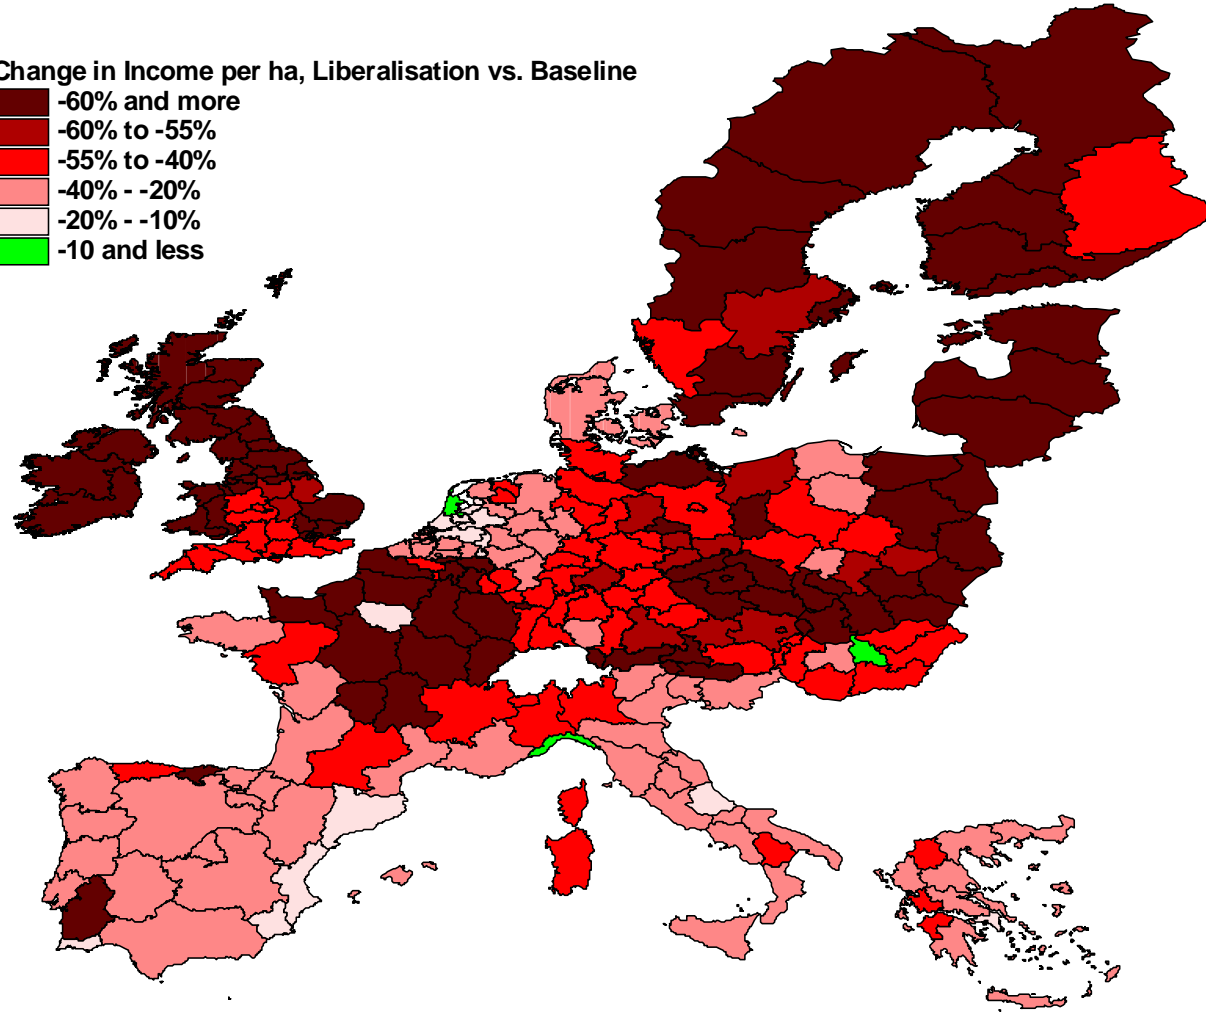 Change in Income per ha, Liberalisation vs. Baseline
-60% and more
-60% to -55%
-55% to -40%
-40% - -20%
-20% - -10%
-10 and less